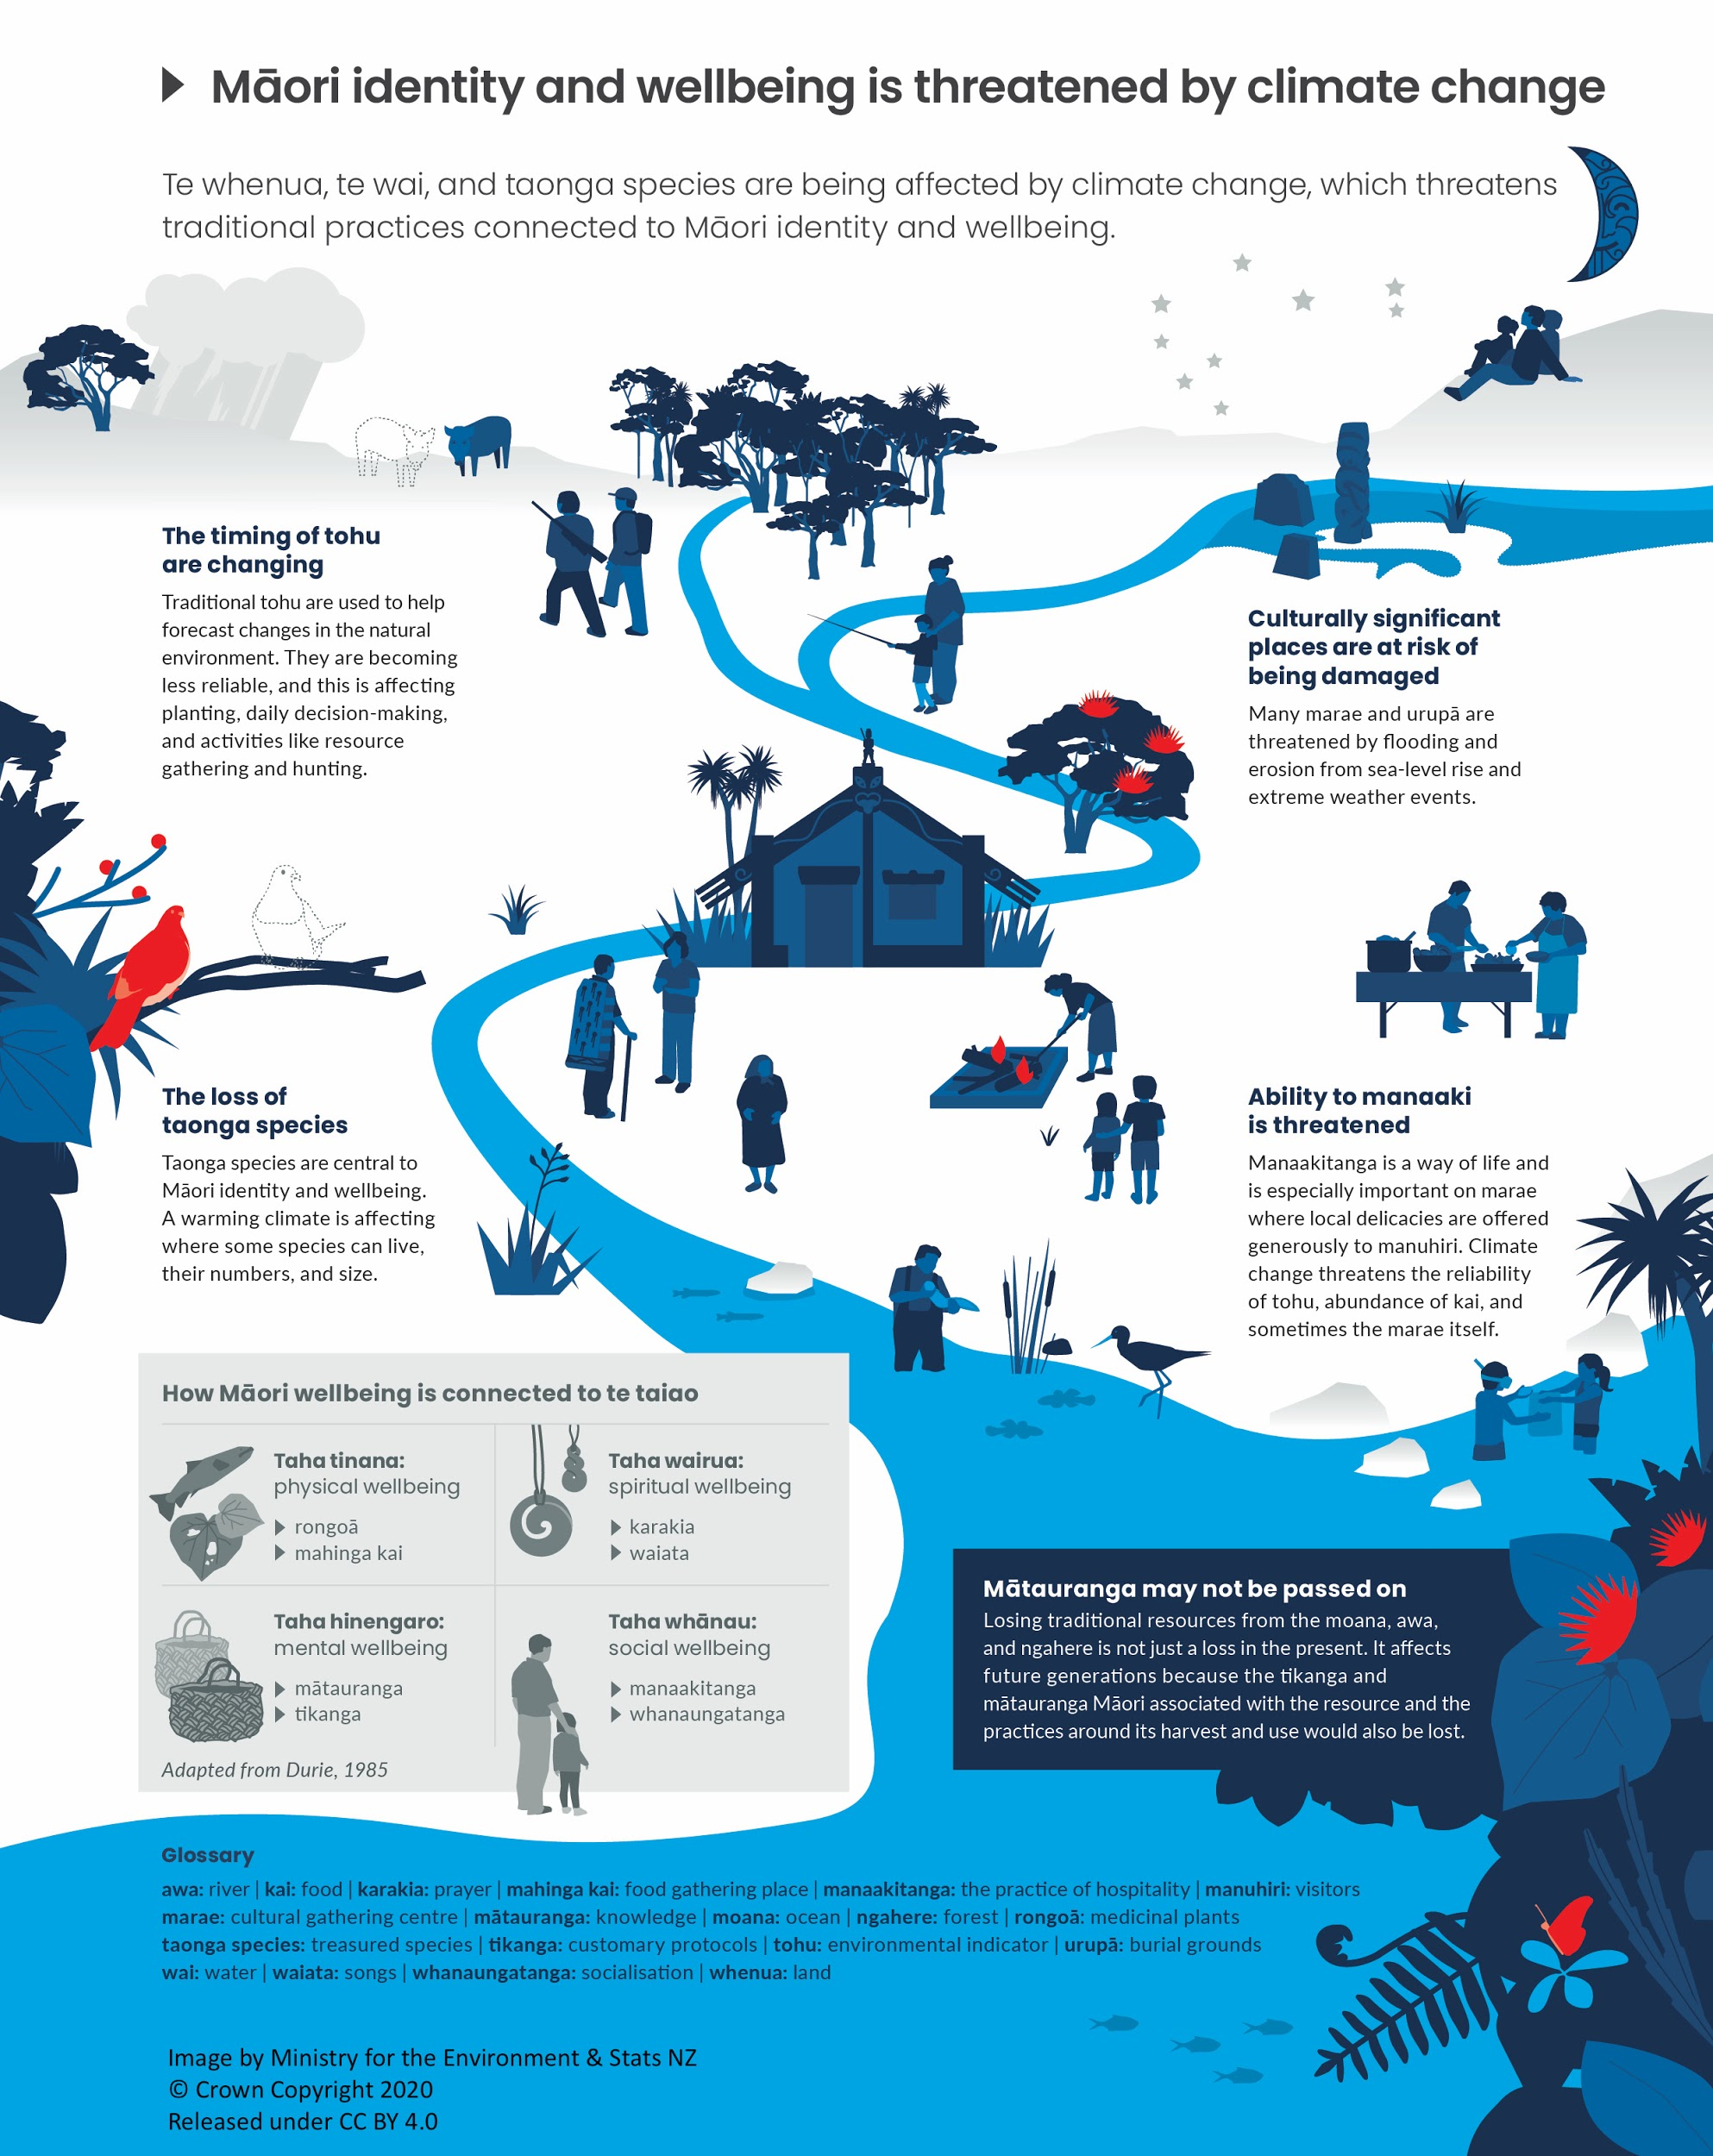 Māori identity and wellbeing is threatened by climate change
Te whenua, te wai, and taonga species are being affected by climate change, which threatens
traditional practices connected to Māori identity and wellbeing.
The timing of tohu
are changing
Traditional tohu are used to help
forecast changes in the natural
environment. They are becoming
less reliable, and this is affecting
planting, daily decision-making,
and activities like resource
gathering and hunting.
Culturally significant
places are at risk of
being damaged
Many marae and urupā are
threatened by flooding and
erosion from sea-level rise and
extreme weather events.
The loss of
taonga species
Taonga species are central to
Māori identity and wellbeing.
A warming climate is affecting
where some species can live,
their numbers, and size.
Ability to manaaki
is threatened
Manaakitanga is a way of life and
is especially important on marae
where local delicacies are offered
generously to manuhiri. Climate
change threatens the reliability
of tohu, abundance of kai, and
sometimes the marae itself.
How Māori wellbeing is connected to te taiao
Taha tinana:
physical wellbeing
rongoā
mahinga kai
Taha wairua:
spiritual wellbeing
karakia
waiata
Taha hinengaro:
mental wellbeing
mātauranga
tikanga
Taha whānau:
social wellbeing
manaakitanga
whanaungatanga
Adapted from Durie, 1985
Mātauranga may not be passed on
Losing traditional resources from the moana, awa,
and ngahere is not just a loss in the present. It affects
future generations because the tikanga and
mātauranga Māori associated with the resource and the
practices around its harvest and use would also be lost.
Glossary
awa: river | kai: food | karakia: prayer | mahinga kai: food gathering place | manaakitanga: the practice of hospitality | manuhiri: visitors
marae: cultural gathering centre | mātauranga: knowledge | moana: ocean | ngahere: forest | rongoā: medicinal plants
taonga species: treasured species | tikanga: customary protocols | tohu: environmental indicator | urupā: burial grounds
wai: water | waiata: songs | whanaungatanga: socialisation | whenua: land
Image by Ministry for the Environment & Stats NZ
© Crown Copyright 2020
Released under CC BY 4.0